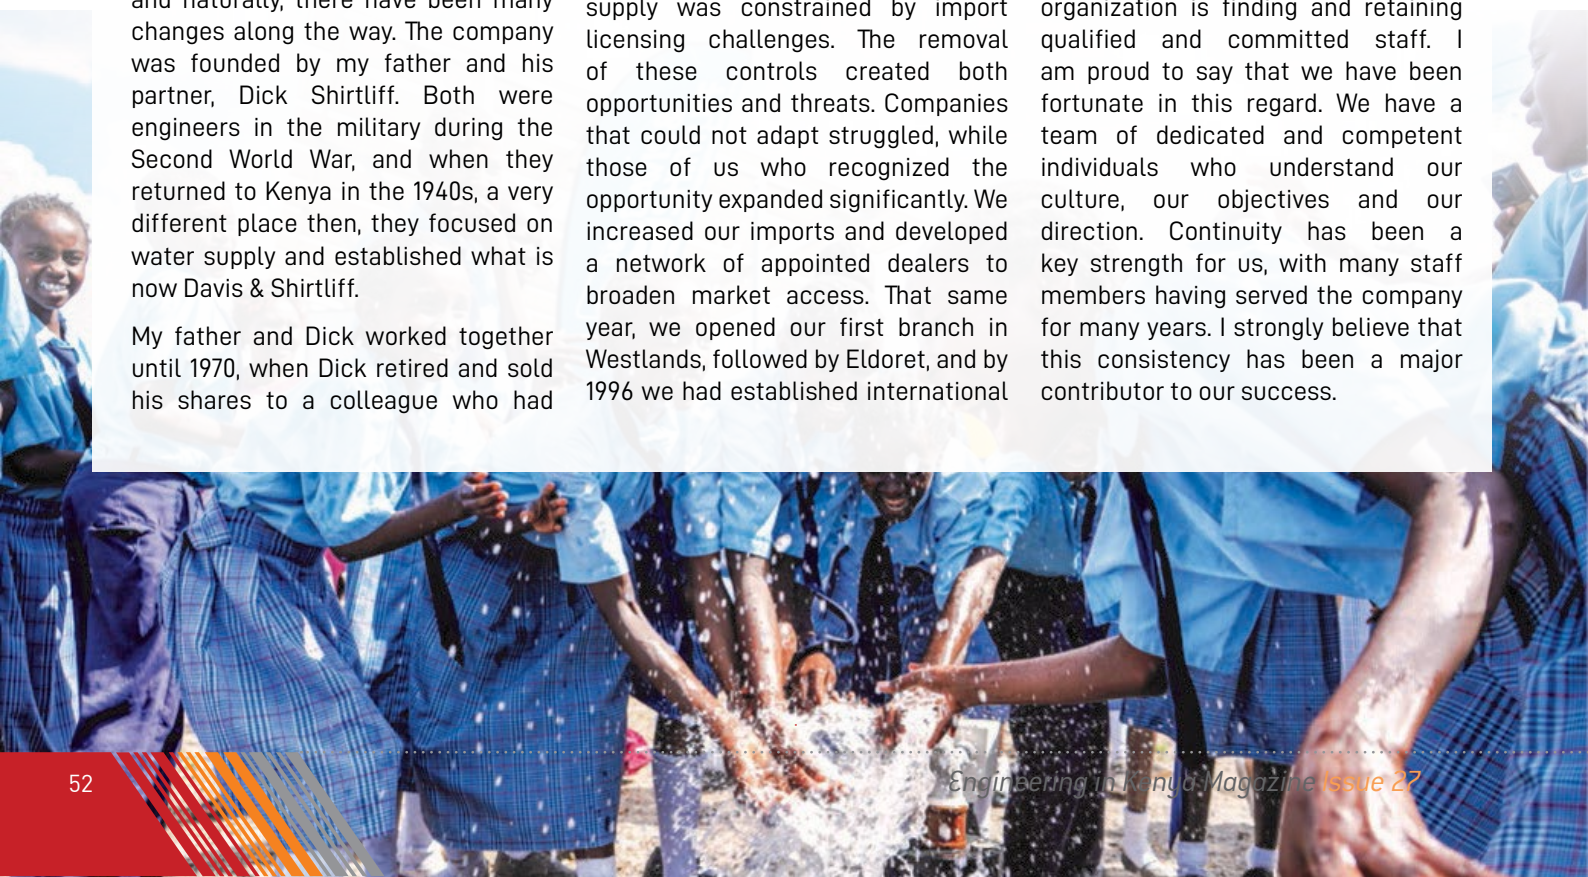 and naturally, there have been many
changes along the way. The company
was founded by my father and his
partner, Dick Shirtliff. Both were
engineers in the military during the
Second World War, and when they
returned to Kenya in the 1940s, a very
different place then, they focused on
water supply and established what is
now Davis & Shirtliff.
My father and Dick worked together
until 1970, when Dick retired and sold
his shares to a colleague who had
supply was constrained by import
licensing challenges. The removal
of these controls created both
opportunities and threats. Companies
that could not adapt struggled, while
those of us who recognized the
opportunity expanded significantly. We
increased our imports and developed
a network of appointed dealers to
broaden market access. That same
year, we opened our first branch in
Westlands, followed by Eldoret, and by
1996 we had established international
organization is finding and retaining
qualified and committed staff. I
am proud to say that we have been
fortunate in this regard. We have a
team of dedicated and competent
individuals who understand our
culture, our objectives and our
direction. Continuity has been a
key strength for us, with many staff
members having served the company
for many years. I strongly believe that
this consistency has been a major
contributor to our success.
52
Engineering in Kenya Magazine Issue 27